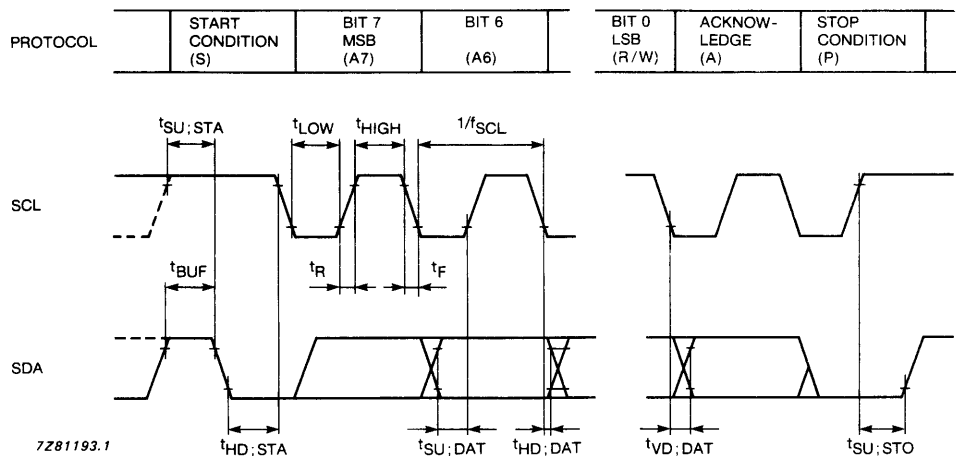 PROTOCOL
START
CONDITION
(S)
BIT 7
MSB
(A7)
BIT 6
(A6)
BIT 0
LSB
(R/W)
ACKNOW-
LEDGE
(A)
STOP
CONDITION
(P)
tSU;STA
tLOW
tHIGH
1/fSCL
SCL
tBUF
tR
tF
SDA
tHD;STA
tSU;DAT
tHD;DAT
tVD;DAT
tSU;STO
7Z81193.1